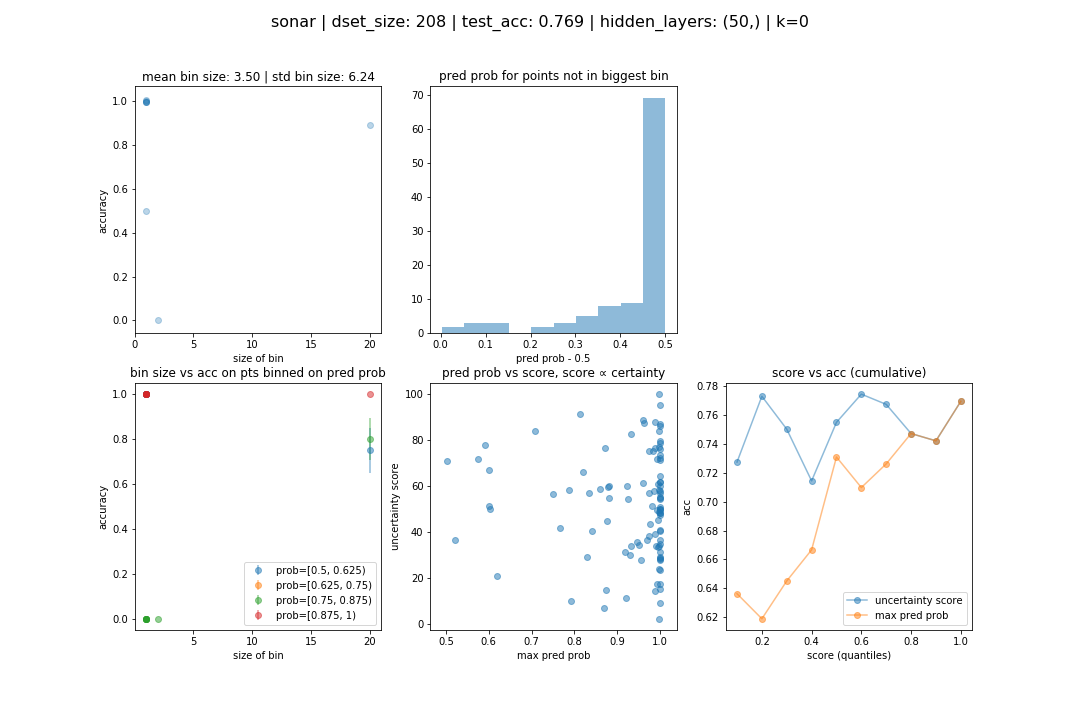 sonar | dset_size: 208 | test_acc: 0.769 | hidden_layers: (50,) | k=0
mean bin size: 3.50 | std bin size: 6.24
1.0
0.8
0.6
0.4
0.2
0.0
accuracy
0
5
10
15
20
size of bin
pred prob for points not in biggest bin
70
60
50
40
30
20
10
0
0.0
0.1
0.2
0.3
0.4
0.5
pred prob - 0.5
bin size vs acc on pts binned on pred prob
1.0
0.8
0.6
0.4
0.2
0.0
accuracy
prob=[0.5, 0.625)
prob=[0.625, 0.75)
prob=[0.75, 0.875)
prob=[0.875, 1)
5
10
15
20
size of bin
pred prob vs score, score ∝ certainty
100
80
60
40
20
0
uncertainty score
0.5
0.6
0.7
0.8
0.9
1.0
max pred prob
score vs acc (cumulative)
0.78
0.76
0.74
0.72
0.70
0.68
0.66
0.64
0.62
acc
uncertainty score
max pred prob
0.2
0.4
0.6
0.8
1.0
score (quantiles)